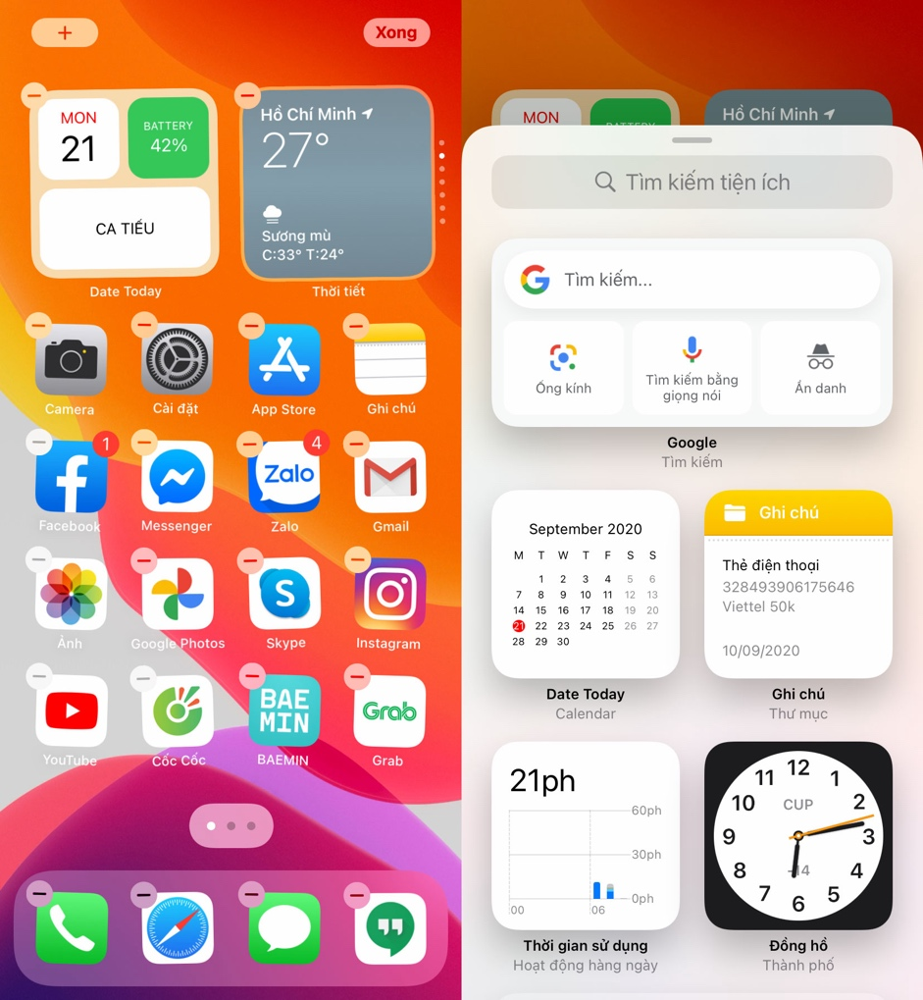 +
Xong
MON
21
BATTERY
42%
CA TIẾU
Date Today
Hồ Chí Minh
27°
Sương mù
C:33° T:24°
Thời tiết
Camera
Cài đặt
App Store
Ghi chú
1
Facebook
Messenger
4
Zalo
Zalo
Gmail
Ảnh
Google Photos
Skype
Instagram
YouTube
Cốc Cốc
BAE
MIN
BAEMIN
Grab
Grab
MON
BATTERY
Hồ Chí Minh
Tìm kiếm tiện ích
Tìm kiếm...
Ống kính
Tìm kiếm bằng
giọng nói
Ẩn danh
Google
Tìm kiếm
September 2020
M T W T F S S
1 2 3 4 5 6
7 8 9 10 11 12 13
14 15 16 17 18 19 20
21 22 23 24 25 26 27
28 29 30
Date Today
Calendar
Ghi chú
Thẻ điện thoại
328493906175646
Viettel 50k
10/09/2020
Ghi chú
Thư mục
21ph
60ph
30ph
0ph
00
06
Thời gian sử dụng
Hoạt động hàng ngày
12
11
1
10
CUP
2
9
3
8
-14
4
7
5
6
Đồng hồ
Thành phố